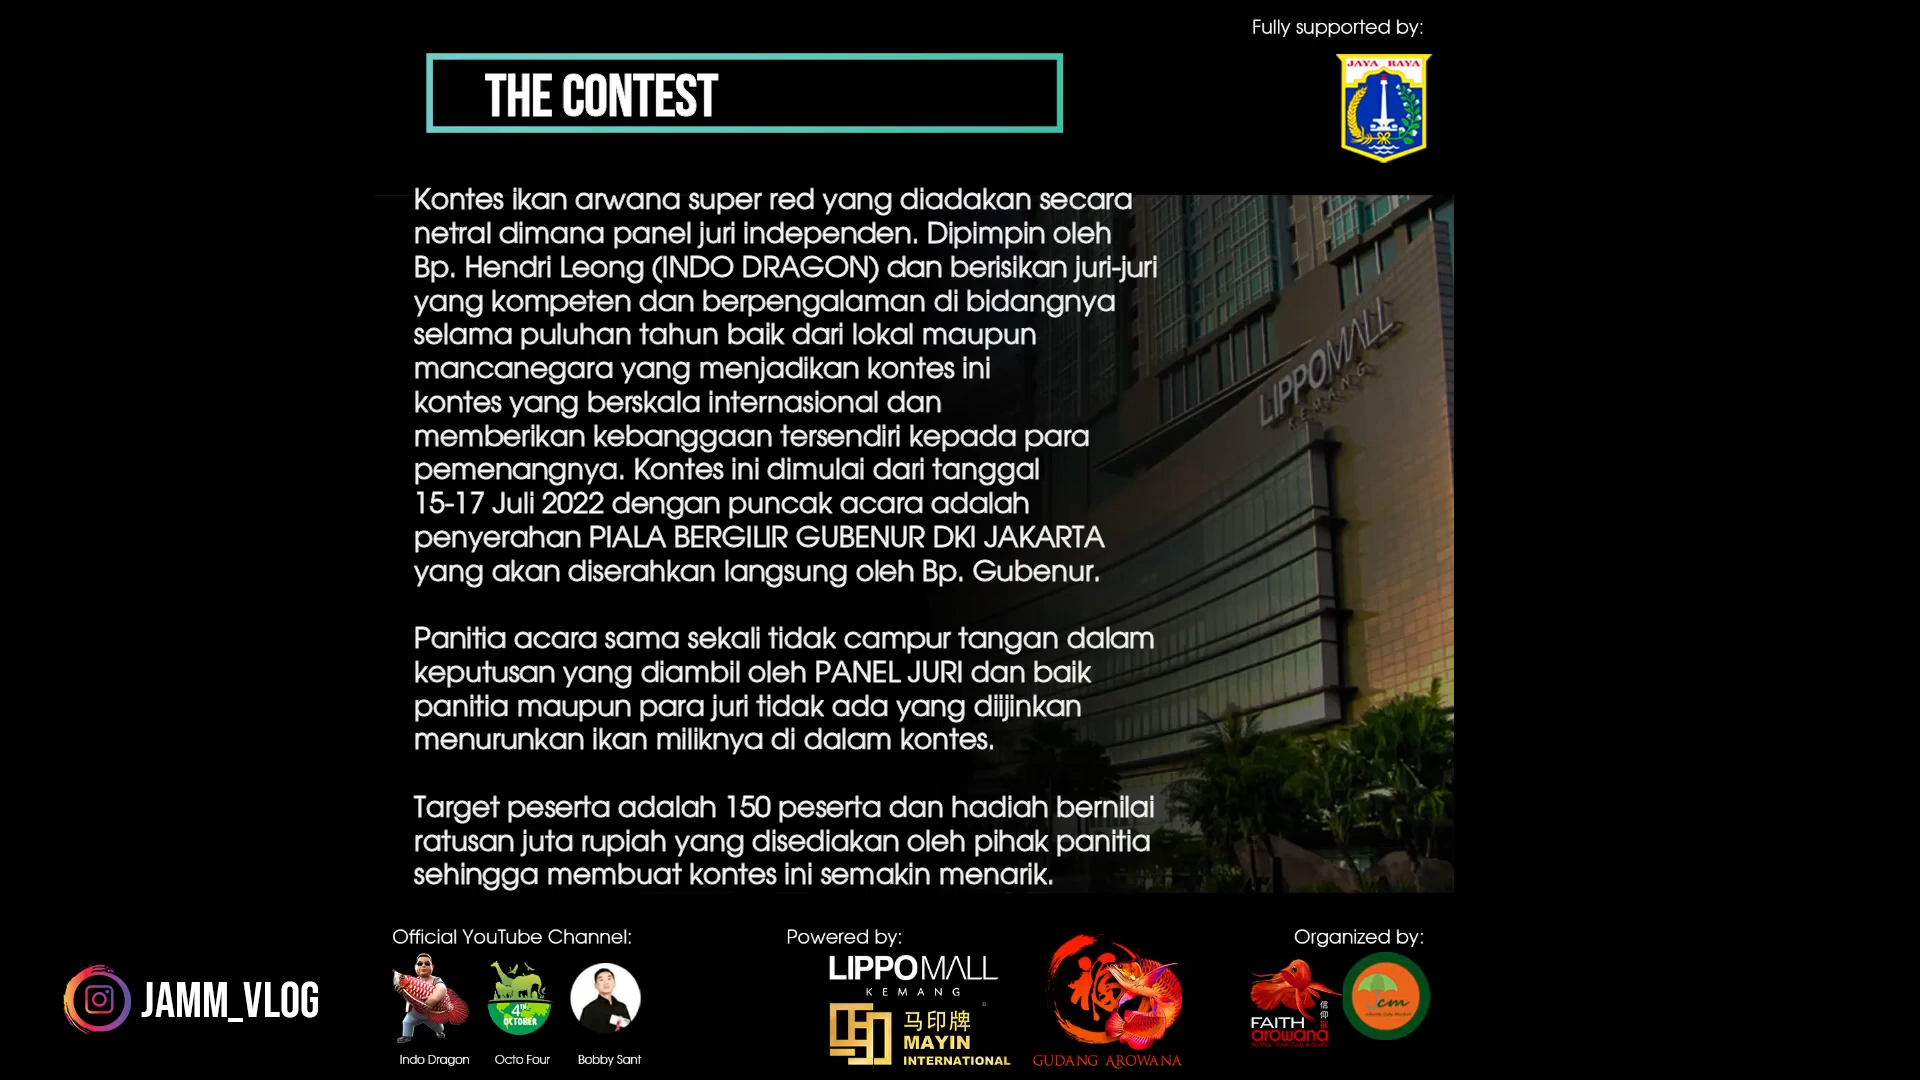 Fully supported by:
JAYA RAYA
THE CONTEST
Kontes ikan arwana super red yang diadakan secara
netral dimana panel juri independen. Dipimpin oleh
Bp. Hendri Leong (INDO DRAGON) dan berisikan juri-juri
yang kompeten dan berpengalaman di bidangnya
selama puluhan tahun baik dari lokal maupun
mancanegara yang menjadikan kontes ini
kontes yang berskala internasional dan
memberikan kebanggaan tersendiri kepada para
pemenangnya. Kontes ini dimulai dari tanggal
15-17 Juli 2022 dengan puncak acara adalah
penyerahan PIALA BERGILIR GUBENUR DKI JAKARTA
yang akan diserahkan langsung oleh Bp. Gubenur.
Panitia acara sama sekali tidak campur tangan dalam
keputusan yang diambil oleh PANEL JURI dan baik
panitia maupun para juri tidak ada yang diijinkan
menurunkan ikan miliknya di dalam kontes.
Target peserta adalah 150 peserta dan hadiah bernilai
ratusan juta rupiah yang disediakan oleh pihak panitia
sehingga membuat kontes ini semakin menarik.
LIPPOMALL
KEMANG
Official YouTube Channel:
4TH
OCTOBER
Indo Dragon
Octo Four
Bobby Sant
Powered by:
LIPPOMALL
KEMANG
马印牌
MAYIN
INTERNATIONAL
福
GUDANG AROWANA
Organized by:
信仰龍
FAITH
arowana
cm
JAMM_VLOG